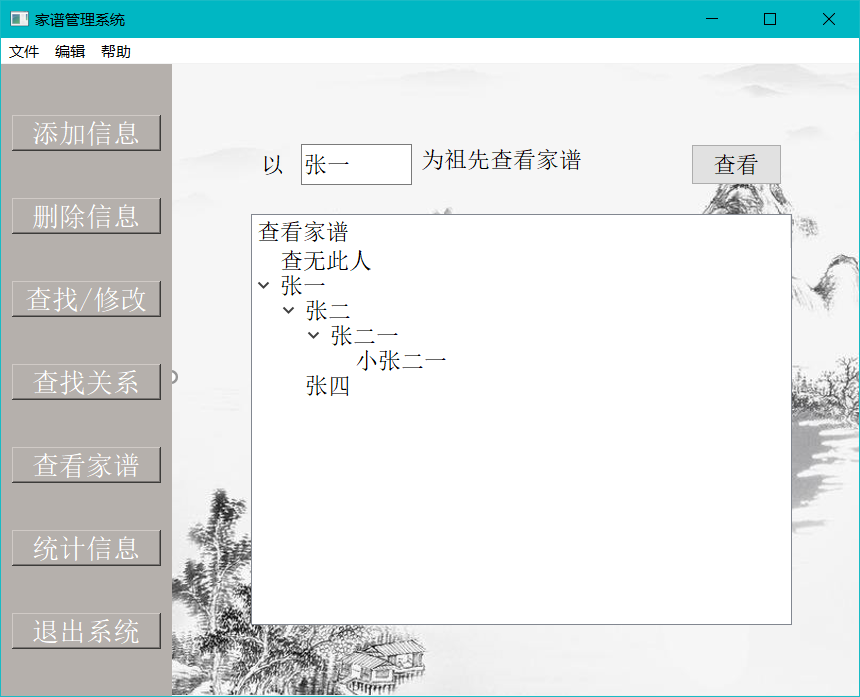 家谱管理系统
文件 编辑 帮助
添加信息
删除信息
查找/修改
查找关系
查看家谱
统计信息
退出系统
以 张一 为祖先查看家谱 查看
查看家谱
查无此人
张一
张二
张二一
小张二一
张四